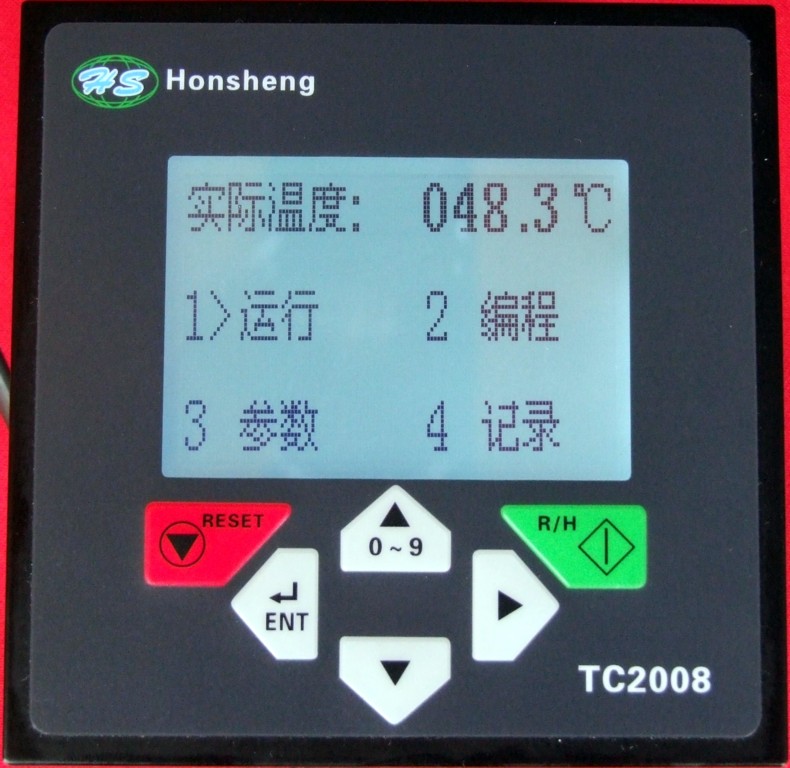 HS Honsheng
实际温度: 048.3℃
1>运行 2 编程
3 参数 4 记录
RESET
0~9
R/H
ENT
TC2008